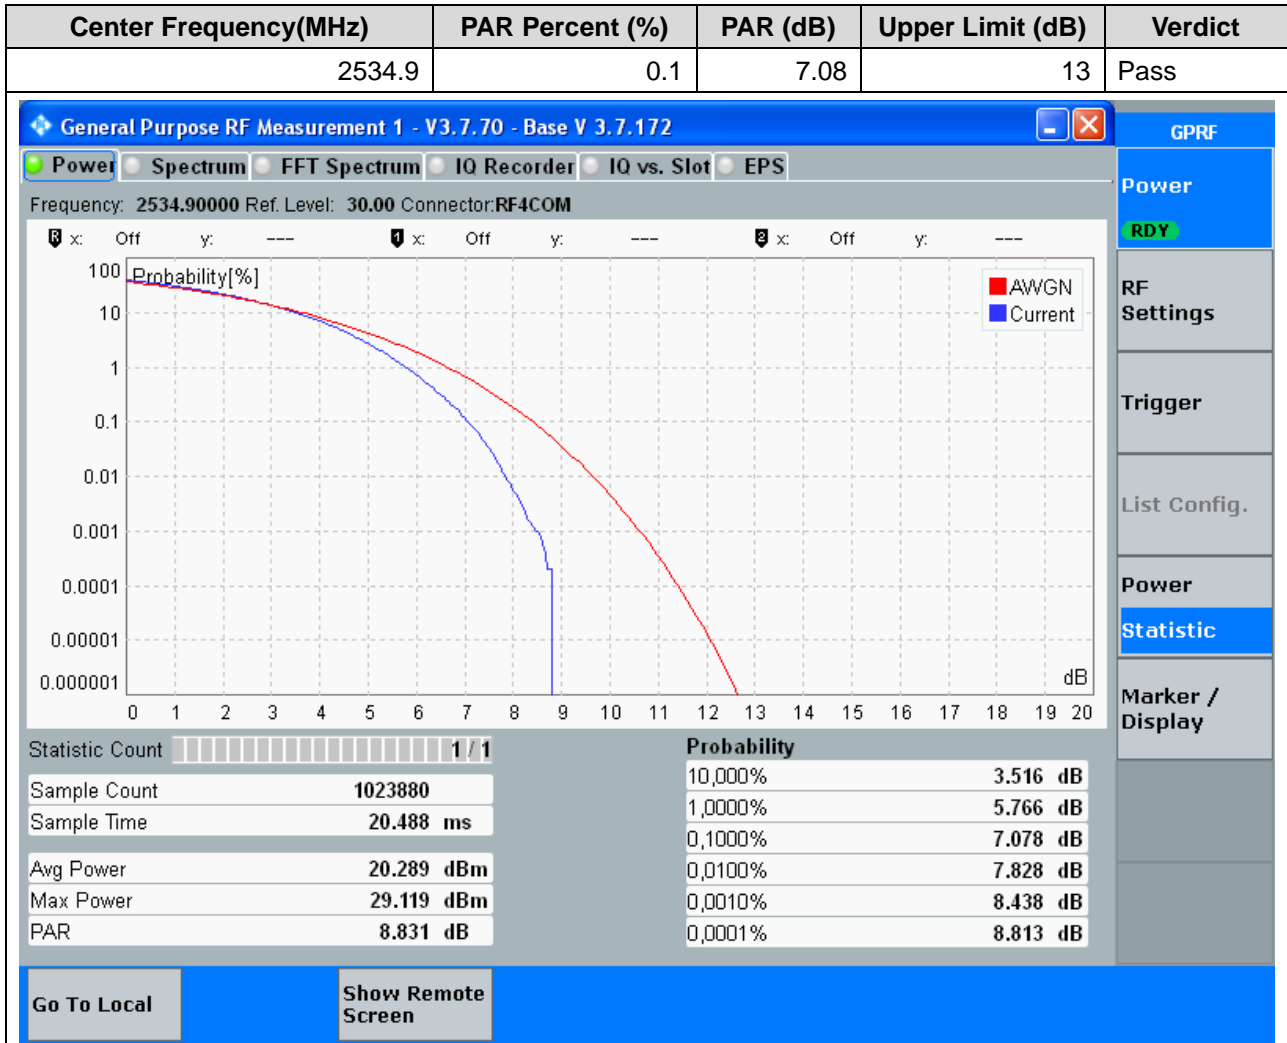 Center Frequency(MHz) PAR Percent (%) PAR (dB) Upper Limit (dB) Verdict
2534.9 0.1 7.08 13 Pass
General Purpose RF Measurement 1 - V3.7.70 - Base V 3.7.172
GPRF
Power Spectrum FFT Spectrum IQ Recorder IQ vs. Slot EPS
Power
RDY
Frequency: 2534.90000 Ref. Level: 30.00 Connector:RF4COM
R x: Off y: --- 1 x: Off y: --- 2 x: Off y: ---
100 Probability[%]
AWGN
Current
10
1
0.1
0.01
0.001
0.0001
0.00001
0.000001
dB
0 1 2 3 4 5 6 7 8 9 10 11 12 13 14 15 16 17 18 19 20
RF
Settings
Trigger
List Config.
Power
Statistic
Marker /
Display
Statistic Count 1 / 1
Sample Count 1023880
Sample Time 20.488 ms
Avg Power 20.289 dBm
Max Power 29.119 dBm
PAR 8.831 dB
Probability
10,000% 3.516 dB
1,0000% 5.766 dB
0,1000% 7.078 dB
0,0100% 7.828 dB
0,0010% 8.438 dB
0,0001% 8.813 dB
Go To Local
Show Remote
Screen